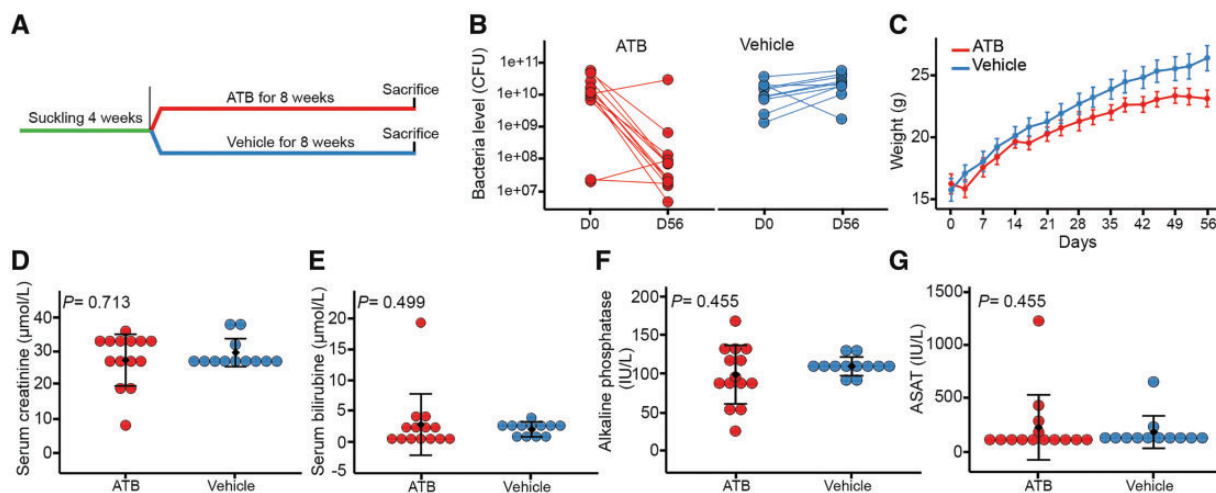 A
Suckling 4 weeks
ATB for 8 weeks
Sacrifice
Vehicle for 8 weeks
Sacrifice
B
ATB
Vehicle
Bacteria level (CFU)
1e+11
1e+10
1e+09
1e+08
1e+07
D0
D56
D0
D56
C
ATB
Vehicle
Weight (g)
25
20
15
0
7
14
21
28
35
42
49
56
Days
D
P= 0.713
Serum creatinine (µmol/L)
40
30
20
10
0
ATB
Vehicle
E
P= 0.499
Serum bilirubine (µmol/L)
20
15
10
5
0
−5
ATB
Vehicle
F
P= 0.455
Alkaline phosphatase
(IU/L)
200
150
100
50
0
ATB
Vehicle
G
P= 0.455
ASAT (IU/L)
1500
1000
500
0
ATB
Vehicle